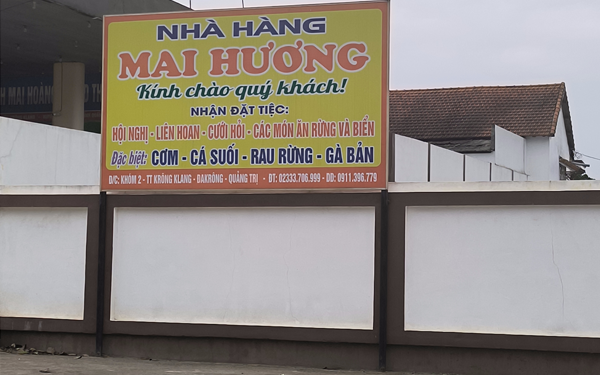 NHÀ HÀNG
MAI HƯƠNG
Kính chào quý khách!
NHẬN ĐẶT TIỆC:
HỘI NGHỊ - LIÊN HOAN - CƯỚI HỎI - CÁC MÓN ĂN RỪNG VÀ BIỂN
Đặc biệt: CƠM - CÁ SUỐI - RAU RỪNG - GÀ BẢN
Đ/C: KHÓM 2 - TT KRÔNG KLANG - ĐAKRÔNG - QUẢNG TRỊ - ĐT: 02333.706.999 - DĐ: 0911.396.779
MAI HOÀNG